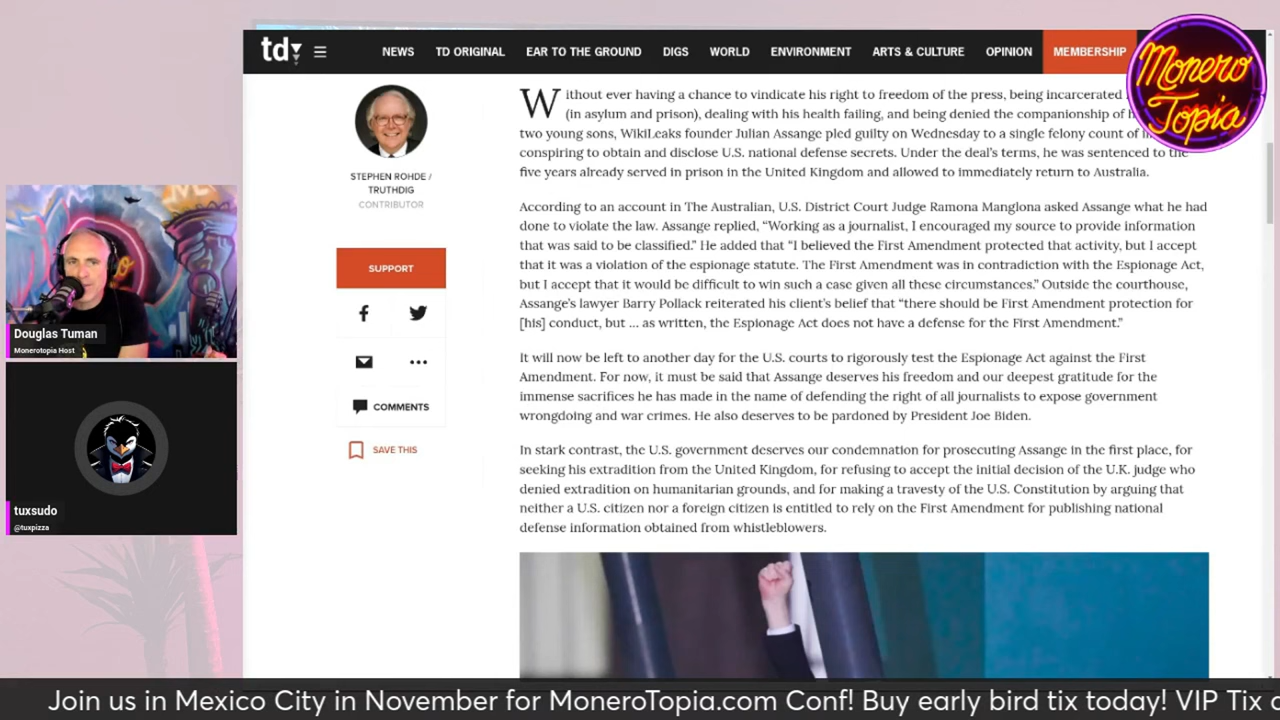 td
NEWS
TD ORIGINAL
EAR TO THE GROUND
DIGS
WORLD
ENVIRONMENT
ARTS & CULTURE
OPINION
MEMBERSHIP
Monero
Topia
STEPHEN ROHDE /
TRUTHDIG
CONTRIBUTOR
SUPPORT
COMMENTS
SAVE THIS
Without ever having a chance to vindicate his right to freedom of the press, being incarcerated
(in asylum and prison), dealing with his health failing, and being denied the companionship of
two young sons, WikiLeaks founder Julian Assange pled guilty on Wednesday to a single felony count of
conspiring to obtain and disclose U.S. national defense secrets. Under the deal's terms, he was sentenced to the
five years already served in prison in the United Kingdom and allowed to immediately return to Australia.
According to an account in The Australian, U.S. District Court Judge Ramona Manglona asked Assange what he had
done to violate the law. Assange replied, “Working as a journalist, I encouraged my source to provide information
that was said to be classified.” He added that “I believed the First Amendment protected that activity, but I accept
that it was a violation of the espionage statute. The First Amendment was in contradiction with the Espionage Act,
but I accept that it would be difficult to win such a case given all these circumstances.” Outside the courthouse,
Assange's lawyer Barry Pollack reiterated his client's belief that “there should be First Amendment protection for
[his] conduct, but ... as written, the Espionage Act does not have a defense for the First Amendment.”
It will now be left to another day for the U.S. courts to rigorously test the Espionage Act against the First
Amendment. For now, it must be said that Assange deserves his freedom and our deepest gratitude for the
immense sacrifices he has made in the name of defending the right of all journalists to expose government
wrongdoing and war crimes. He also deserves to be pardoned by President Joe Biden.
In stark contrast, the U.S. government deserves our condemnation for prosecuting Assange in the first place, for
seeking his extradition from the United Kingdom, for refusing to accept the initial decision of the U.K. judge who
denied extradition on humanitarian grounds, and for making a travesty of the U.S. Constitution by arguing that
neither a U.S. citizen nor a foreign citizen is entitled to rely on the First Amendment for publishing national
defense information obtained from whistleblowers.
Douglas Tuman
Monerotopia Host
tuxsudo
@tuxpizza
Join us in Mexico City in November for MoneroTopia.com Conf! Buy early bird tix today! VIP Tix